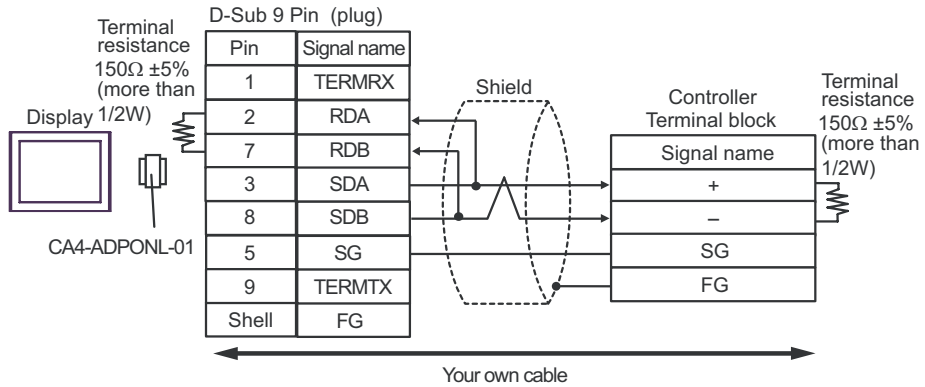 D-Sub 9 Pin (plug)
Terminal
resistance
150Ω ±5%
(more than
1/2W)
Display
CA4-ADPONL-01
Pin Signal name
1 TERMRX
2 RDA
7 RDB
3 SDA
8 SDB
5 SG
9 TERMTX
Shell FG
Shield
Controller
Terminal block
Signal name
+
–
SG
FG
Terminal
resistance
150Ω ±5%
(more than
1/2W)
Your own cable